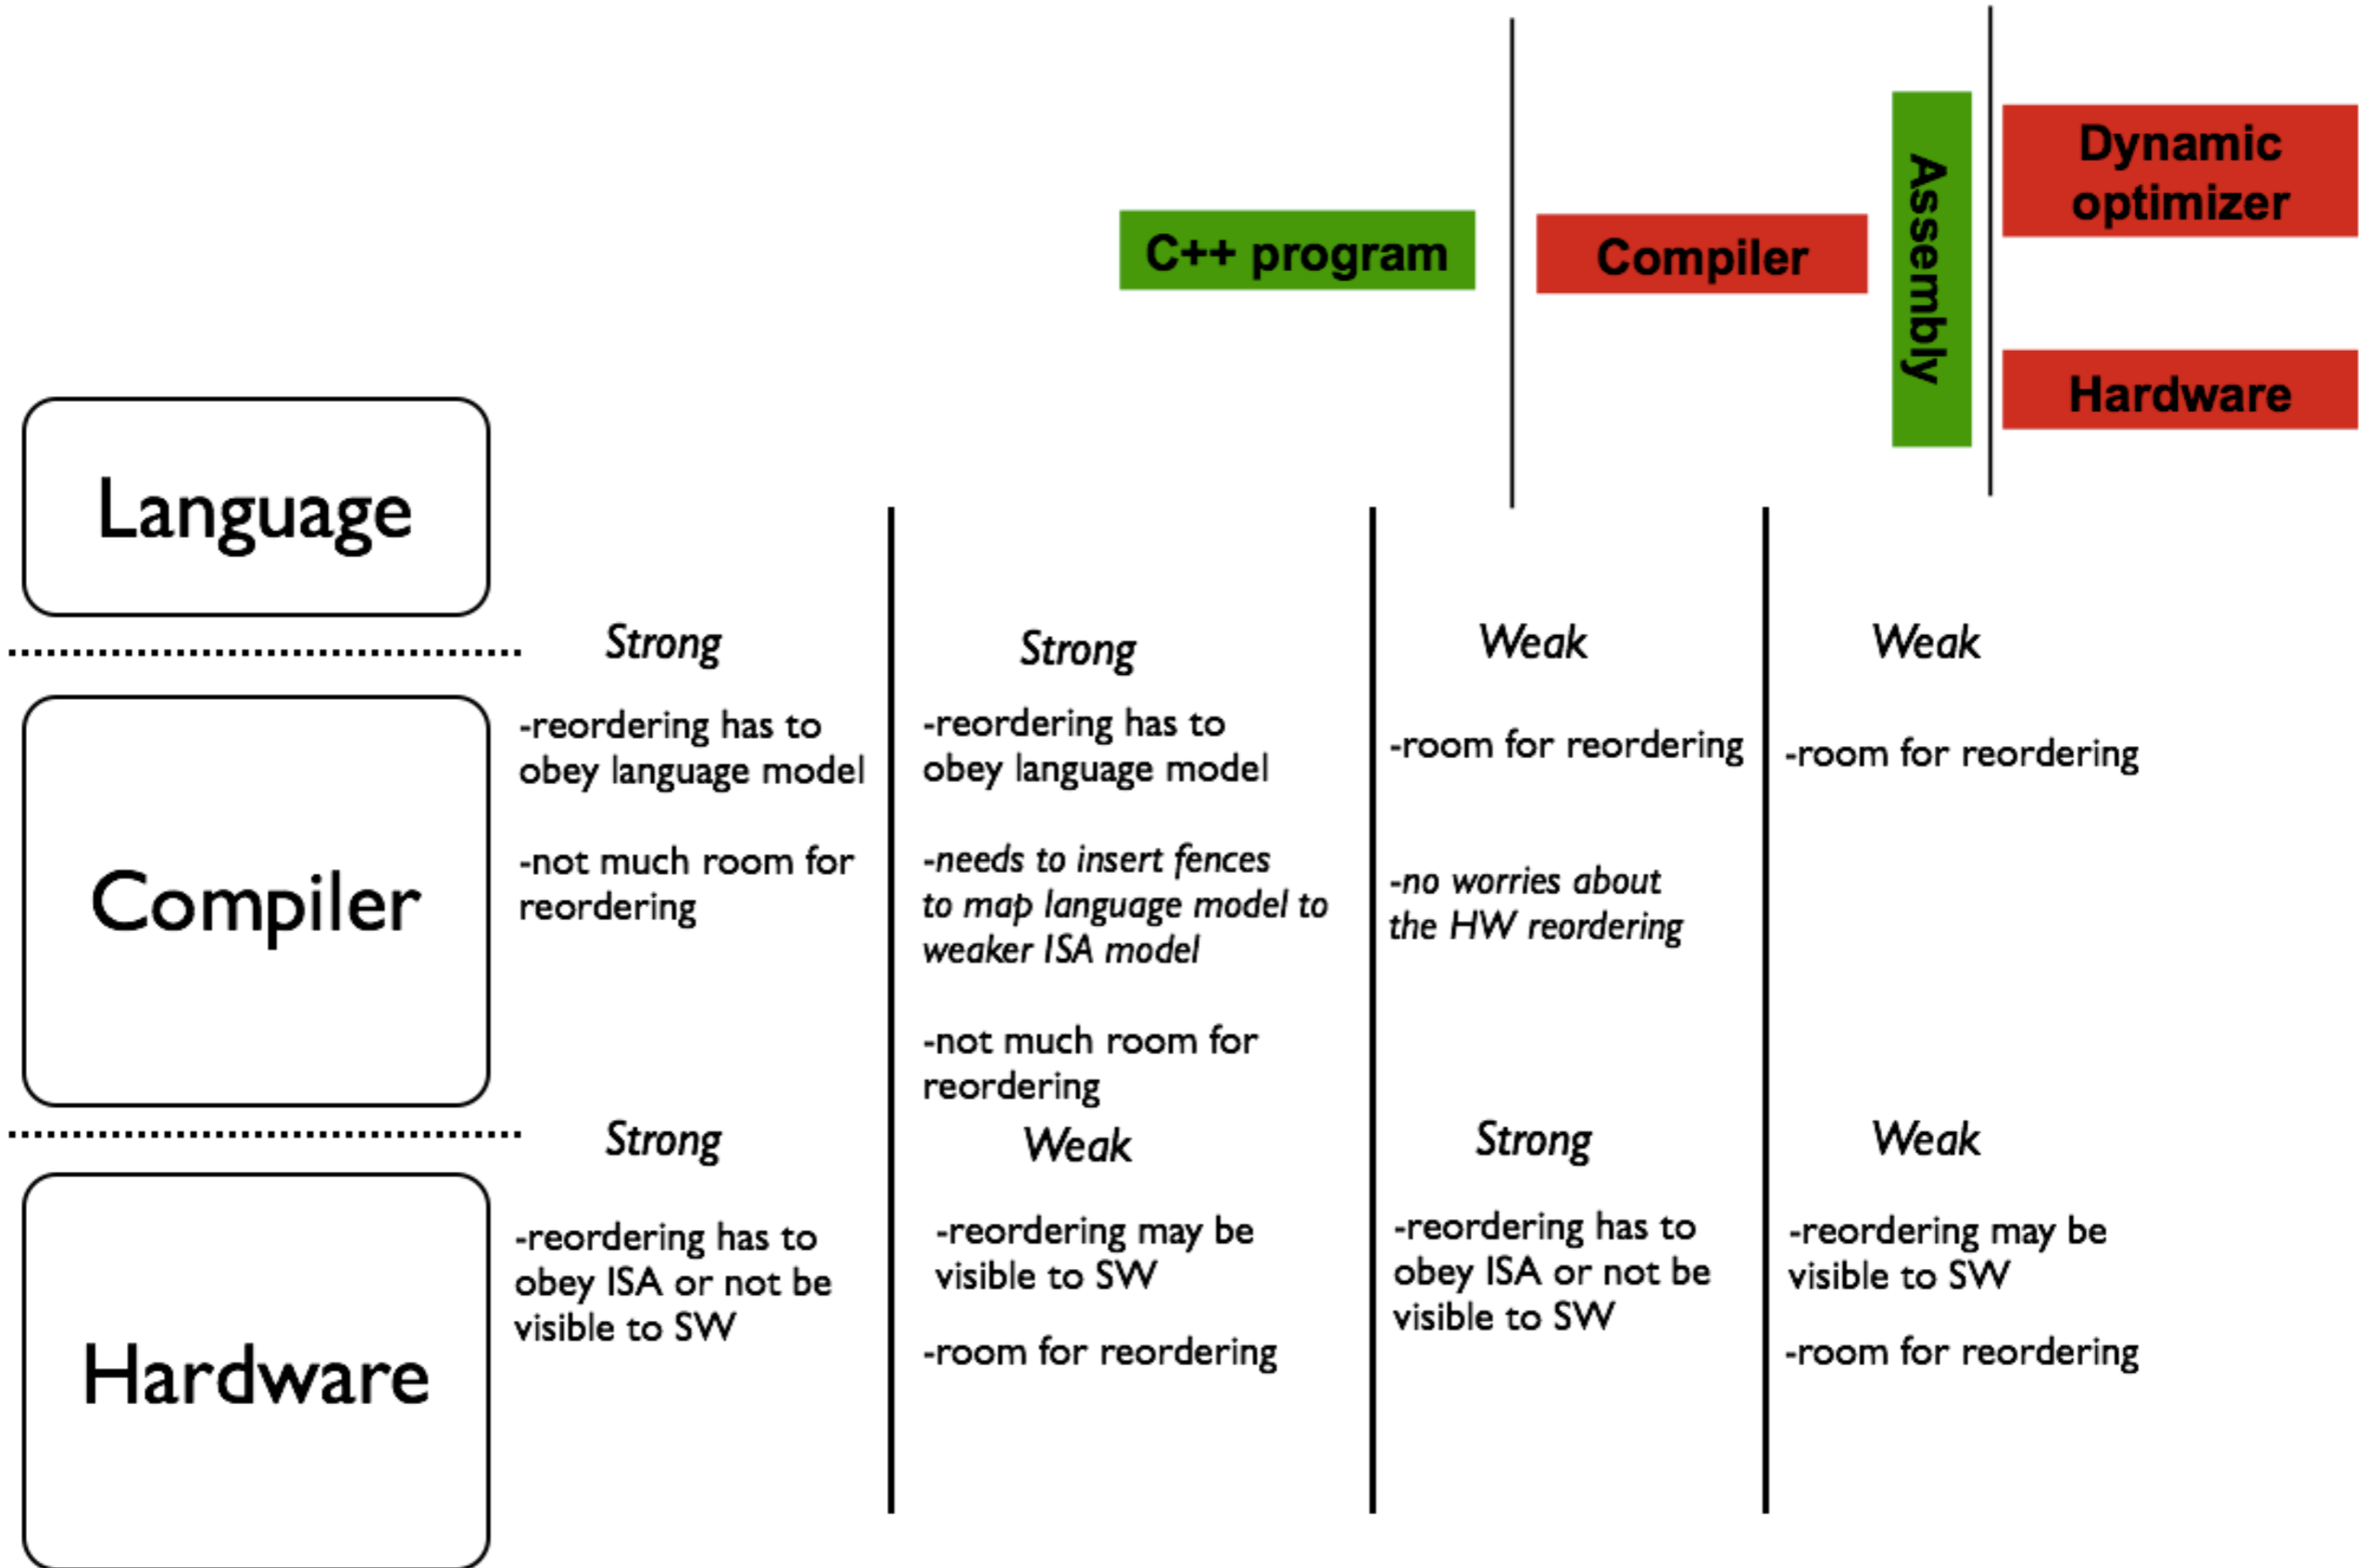 C++ program
Compiler
Assembly
Dynamic
optimizer
Hardware
Language
Strong
Strong
Weak
Weak
Compiler
-reordering has to
obey language model
-not much room for
reordering
-reordering has to
obey language model
-needs to insert fences
to map language model to
weaker ISA model
-not much room for
reordering
-room for reordering
-no worries about
the HW reordering
-room for reordering
Strong
Weak
Strong
Weak
Hardware
-reordering has to
obey ISA or not be
visible to SW
-reordering may be
visible to SW
-room for reordering
-reordering has to
obey ISA or not be
visible to SW
-reordering may be
visible to SW
-room for reordering